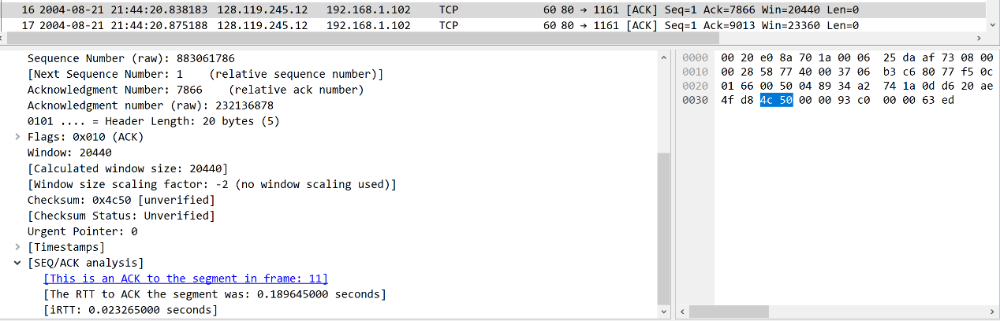 16 2004-08-21 21:44:20.838183 128.119.245.12 192.168.1.102 TCP 60 80 → 1161 [ACK] Seq=1 Ack=7866 Win=20440 Len=0
17 2004-08-21 21:44:20.875188 128.119.245.12 192.168.1.102 TCP 60 80 → 1161 [ACK] Seq=1 Ack=9013 Win=23360 Len=0
Sequence Number (raw): 883061786
[Next Sequence Number: 1 (relative sequence number)]
Acknowledgment Number: 7866 (relative ack number)
Acknowledgment number (raw): 232136878
0101 .... = Header Length: 20 bytes (5)
Flags: 0x010 (ACK)
Window: 20440
[Calculated window size: 20440]
[Window size scaling factor: -2 (no window scaling used)]
Checksum: 0x4c50 [unverified]
[Checksum Status: Unverified]
Urgent Pointer: 0
[Timestamps]
[SEQ/ACK analysis]
[This is an ACK to the segment in frame: 11]
[The RTT to ACK the segment was: 0.189645000 seconds]
[iRTT: 0.023265000 seconds]
0000 00 20 e0 8a 70 1a 00 06 25 da af 73 08 00
0010 00 28 58 77 40 00 37 06 b3 c6 80 77 f5 0c
0020 01 66 00 50 04 89 34 a2 74 1a 0d d6 20 ae
0030 4f d8 4c 50 00 00 93 c0 00 00 63 ed